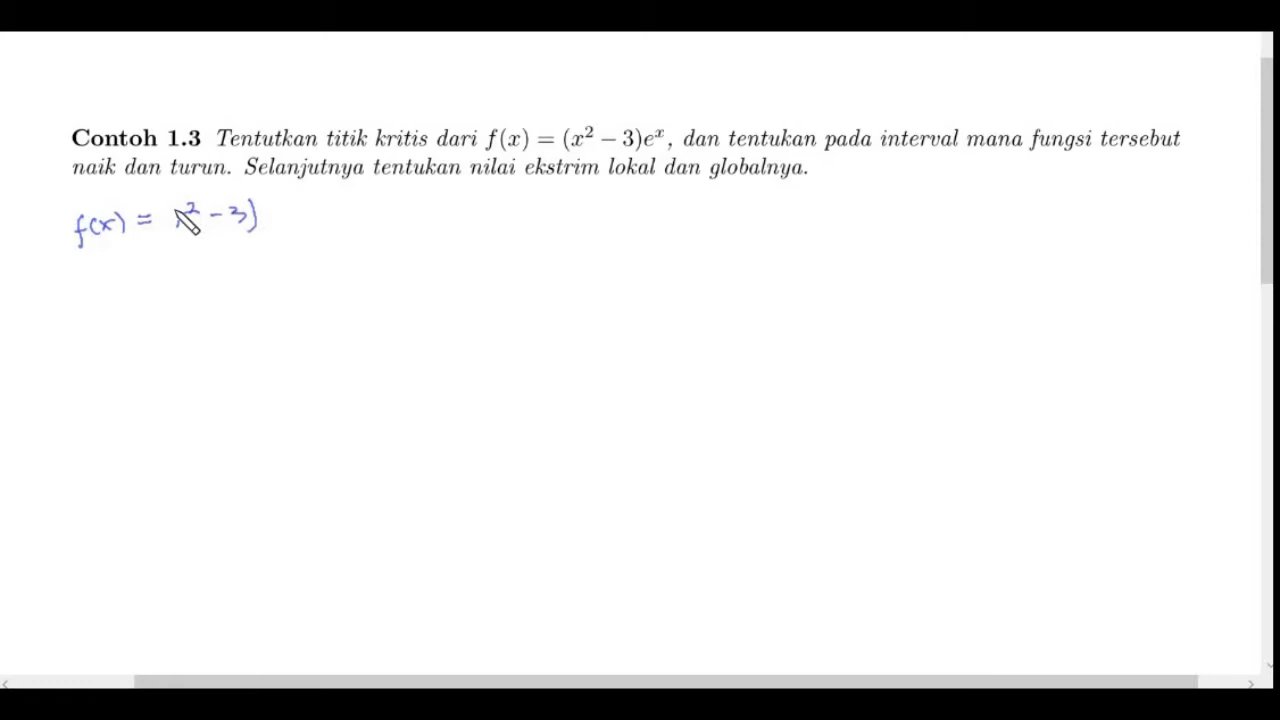 Contoh 1.3 Tentutkan titik kritis dari f(x) = (x² − 3)eˣ, dan tentukan pada interval mana fungsi tersebut
naik dan turun. Selanjutnya tentukan nilai ekstrim lokal dan globalnya.
f(x) = x² − 3)